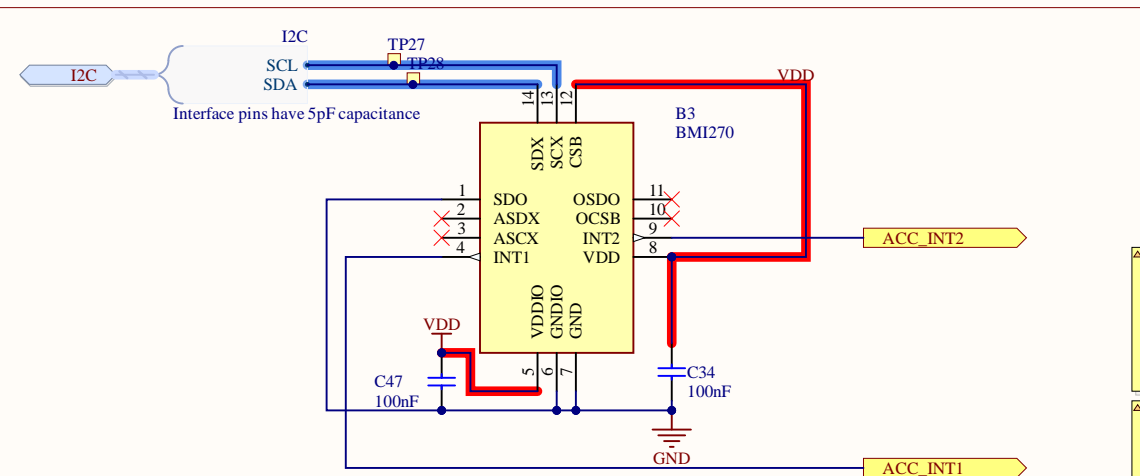 I2C
TP27
I2C
SCL
TP28
SDA
VDD
Interface pins have 5pF capacitance
14
13
12
B3
BMI270
SDX
SCX
CSB
1
SDO
OSDO
11
2
ASDX
OCSB
10
3
ASCX
INT2
9
ACC_INT2
4
INT1
VDD
8
VDDIO
GNDIO
GND
VDD
5
6
7
C47
100nF
C34
100nF
GND
ACC_INT1